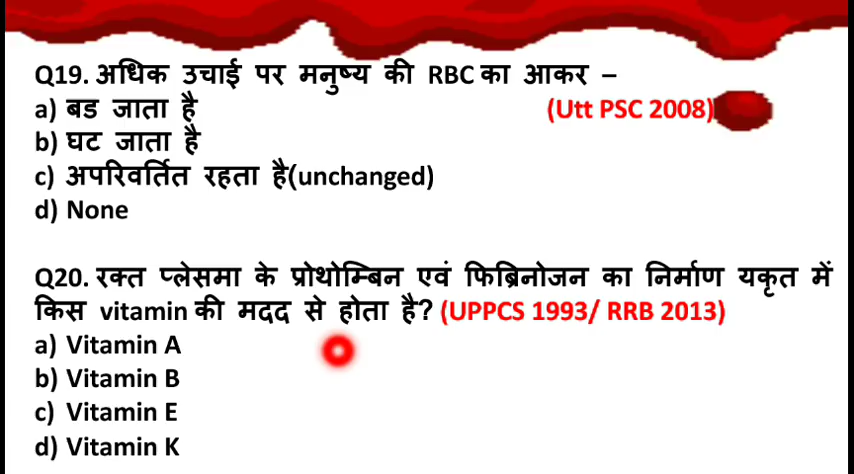 Q19. अधिक उचाई पर मनुष्य की RBC का आकर –
a) बड जाता है (Utt PSC 2008)
b) घट जाता है
c) अपरिवर्तित रहता है(unchanged)
d) None
Q20. रक्त प्लेसमा के प्रोथोम्बिन एवं फिब्रिनोजन का निर्माण यकृत में
किस vitamin की मदद से होता है? (UPPCS 1993/ RRB 2013)
a) Vitamin A
b) Vitamin B
c) Vitamin E
d) Vitamin K